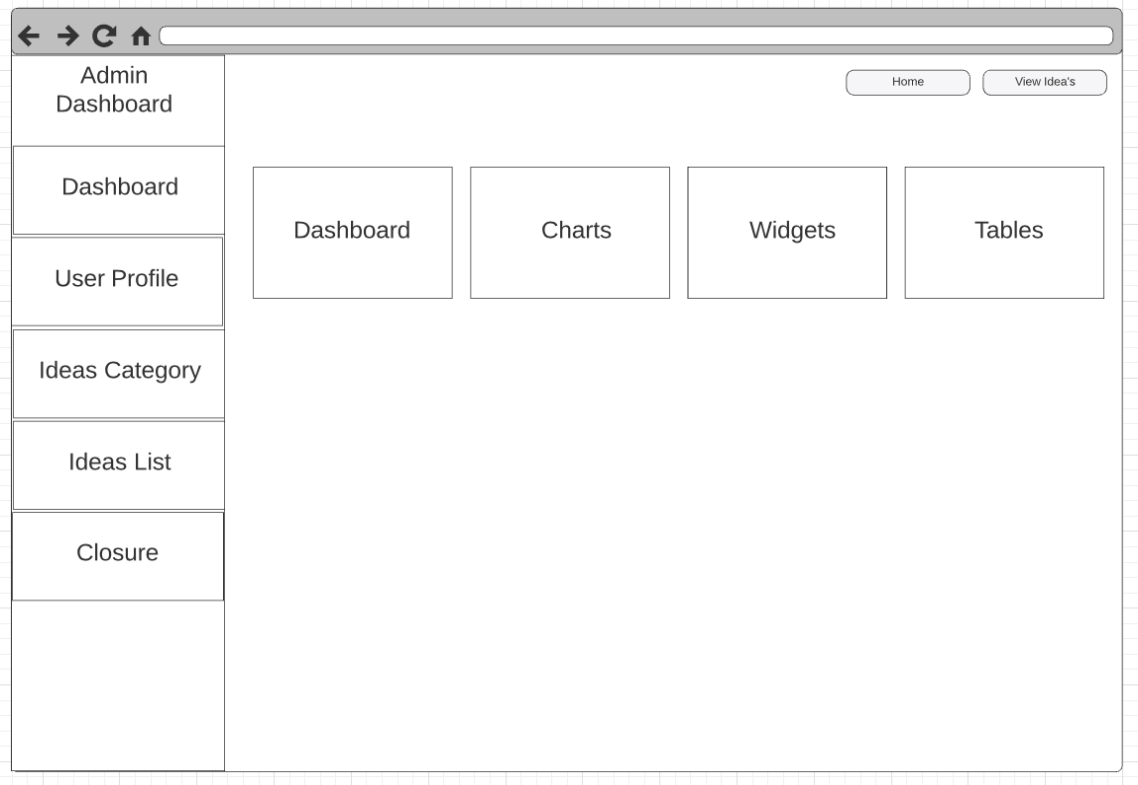 Admin
Dashboard
Home
View Idea's
Dashboard
User Profile
Ideas Category
Ideas List
Closure
Dashboard
Charts
Widgets
Tables